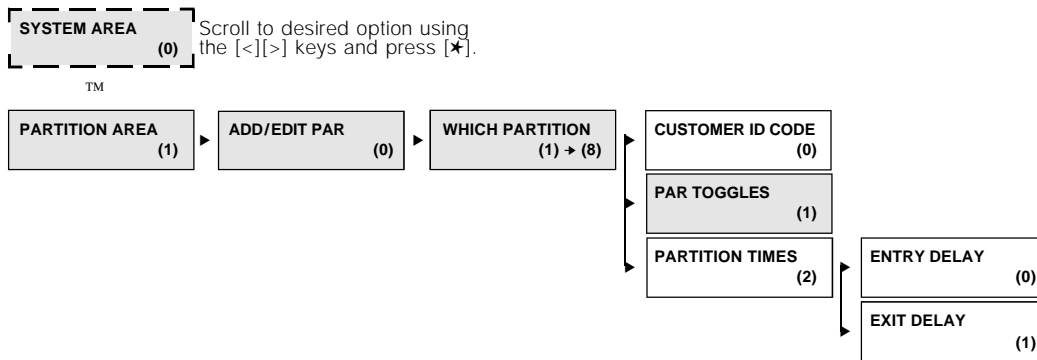 SYSTEM AREA
(0)
Scroll to desired option using
the [<][>] keys and press [✶].
™
PARTITION AREA
(1)
ADD/EDIT PAR
(0)
WHICH PARTITION
(1) → (8)
CUSTOMER ID CODE
(0)
PAR TOGGLES
(1)
PARTITION TIMES
(2)
ENTRY DELAY
(0)
EXIT DELAY
(1)